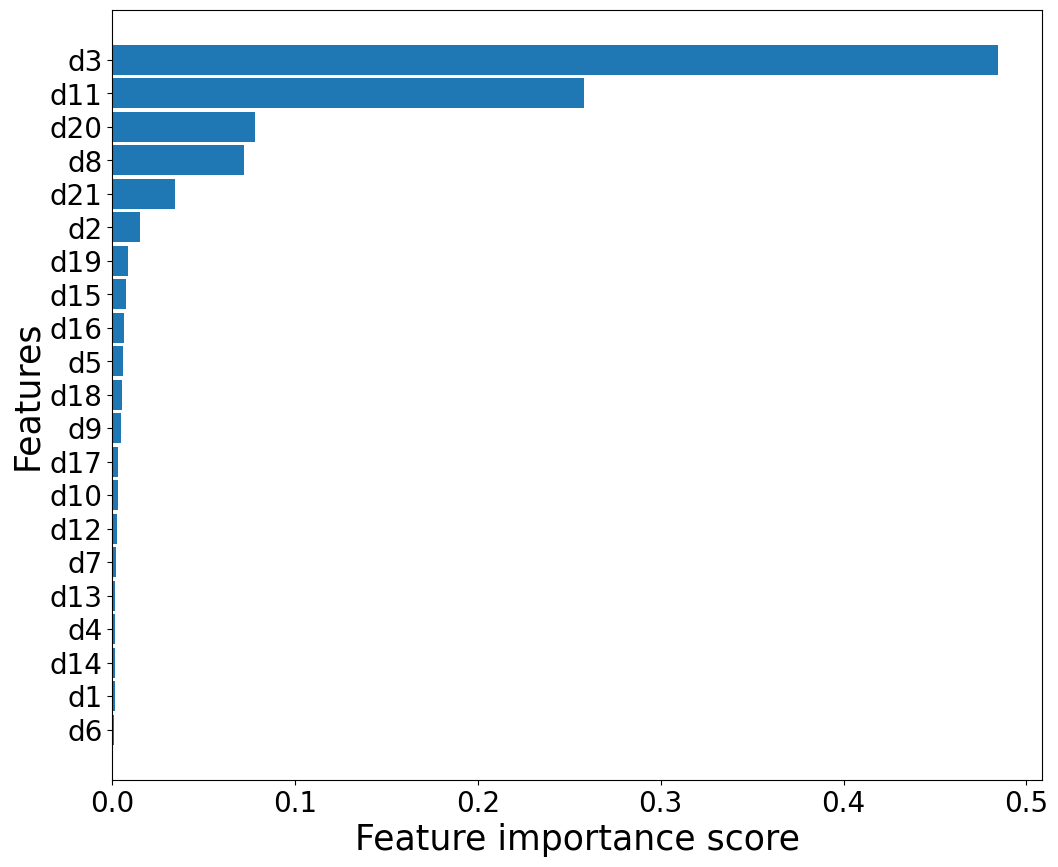 d3
d11
d20
d8
d21
d2
d19
d15
d16
d5
d18
d9
d17
d10
d12
d7
d13
d4
d14
d1
d6
Features
0.0 0.1 0.2 0.3 0.4 0.5
Feature importance score